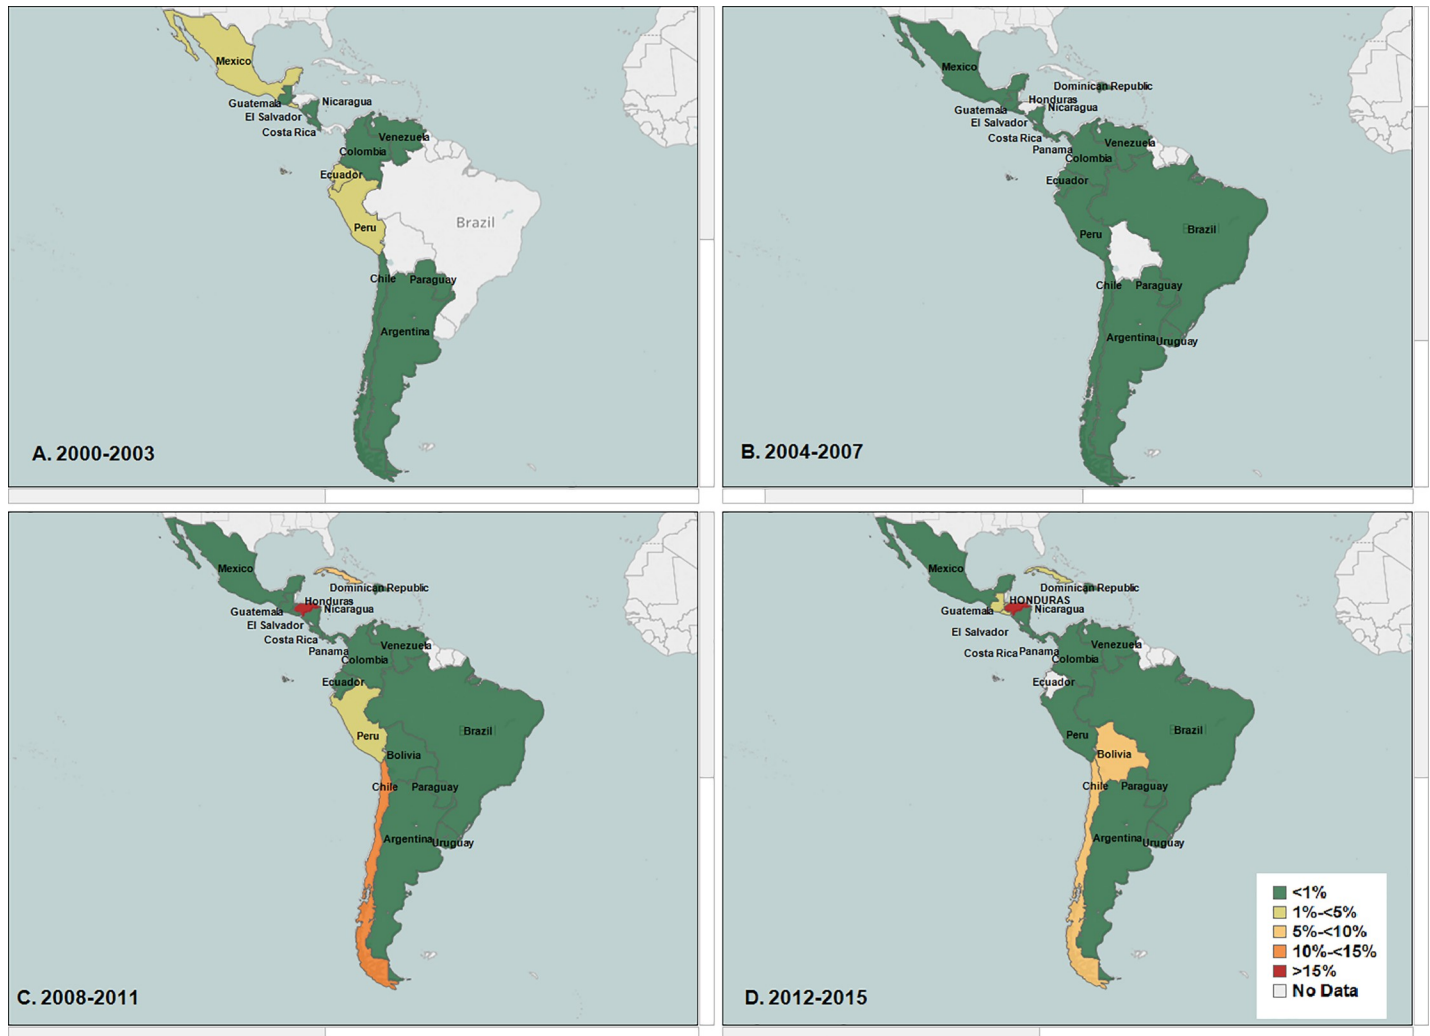 Mexico
Guatemala
Nicaragua
El Salvador
Costa Rica
Venezuela
Colombia
Ecuador
Brazil
Peru
Chile
Paraguay
Argentina
A. 2000-2003
Mexico
Dominican Republic
Honduras
Guatemala
Nicaragua
El Salvador
Costa Rica
Panama
Venezuela
Colombia
Ecuador
Brazil
Peru
Chile
Paraguay
Argentina
Uruguay
B. 2004-2007
Mexico
Dominican Republic
Honduras
Guatemala
Nicaragua
El Salvador
Costa Rica
Panama
Venezuela
Colombia
Ecuador
Brazil
Peru
Bolivia
Chile
Paraguay
Argentina
Uruguay
C. 2008-2011
Mexico
Dominican Republic
HONDURAS
Guatemala
Nicaragua
El Salvador
Costa Rica
Panama
Venezuela
Colombia
Ecuador
Brazil
Peru
Bolivia
Chile
Paraguay
Argentina
Uruguay
D. 2012-2015
<1%
1%-<5%
5%-<10%
10%-<15%
>15%
No Data